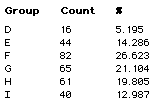 Group Count %
D 16 5.195
E 44 14.286
F 82 26.623
G 65 21.104
H 61 19.805
I 40 12.987